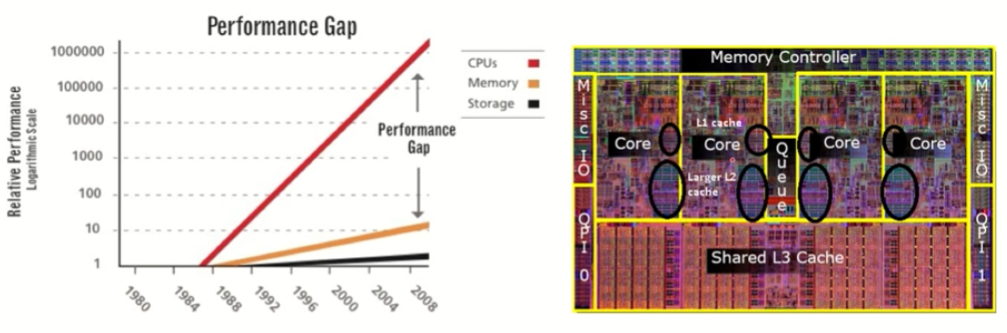 Performance Gap
Relative Performance
Logarithmic Scale
1000000
100000
10000
1000
100
10
1
1980
1984
1988
1992
1996
2000
2004
2008
CPUs
Memory
Storage
Performance
Gap
Memory Controller
Misc IO
QPI 0
Core
Core
L1 cache
Larger L2
cache
Queue
Core
Core
Misc IO
QPI 1
Shared L3 Cache